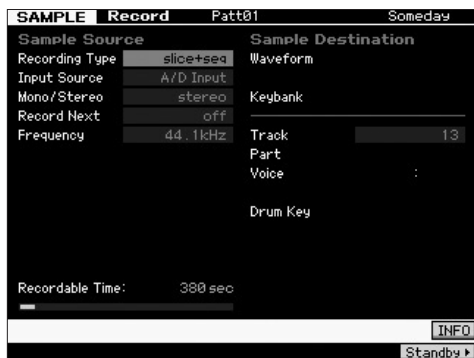 SAMPLE Record Patt01 Someday
Sample Source
Recording Type slice+seq
Input Source A/D Input
Mono/Stereo stereo
Record Next off
Frequency 44.1kHz
Recordable Time: 380 sec
Sample Destination
Waveform
Keybank
Track 13
Part
Voice :
Drum Key
INFO
Standby